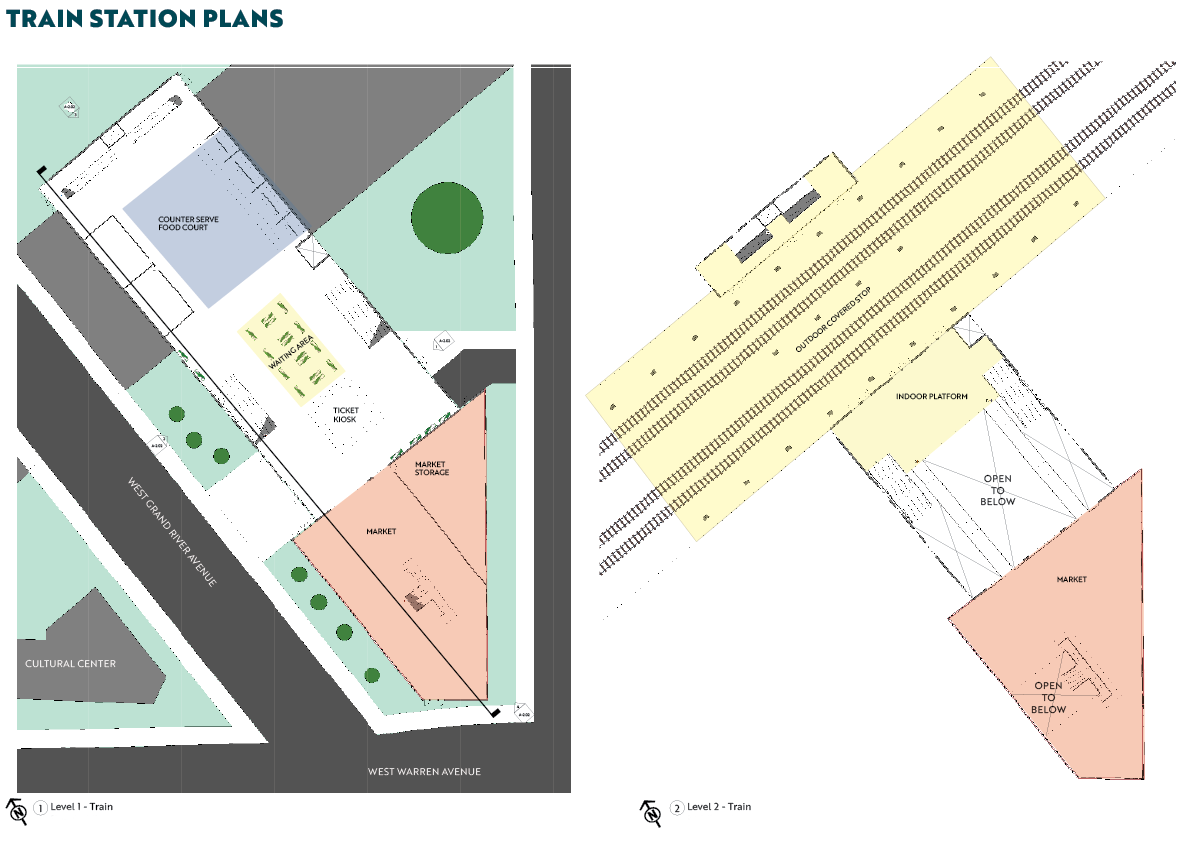 TRAIN STATION PLANS
COUNTER SERVE
FOOD COURT
WAITING AREA
TICKET
KIOSK
MARKET
STORAGE
MARKET
WEST GRAND RIVER AVENUE
CULTURAL CENTER
WEST WARREN AVENUE
N
1 Level 1 - Train
OUTDOOR COVERED STOP
INDOOR PLATFORM
OPEN
TO
BELOW
MARKET
OPEN
TO
BELOW
N
2 Level 2 - Train